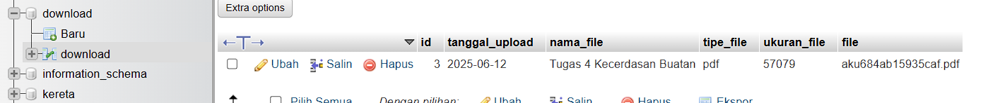 download
Baru
download
information_schema
kereta
Extra options
id tanggal_upload nama_file tipe_file ukuran_file file
Ubah Salin Hapus 3 2025-06-12 Tugas 4 Kecerdasan Buatan pdf 57079 aku684ab15935caf.pdf
Pilih Semua Dengan pilihan: Ubah Salin Hapus Ekspor